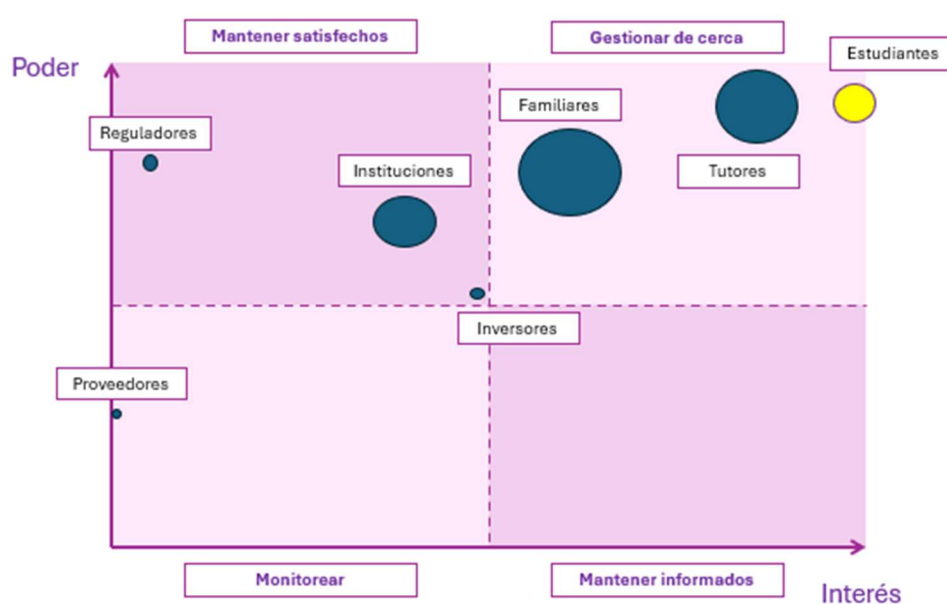 Mantener satisfechos
Gestionar de cerca
Estudiantes
Poder
Familiares
Reguladores
Instituciones
Tutores
Inversores
Proveedores
Monitorear
Mantener informados
Interés